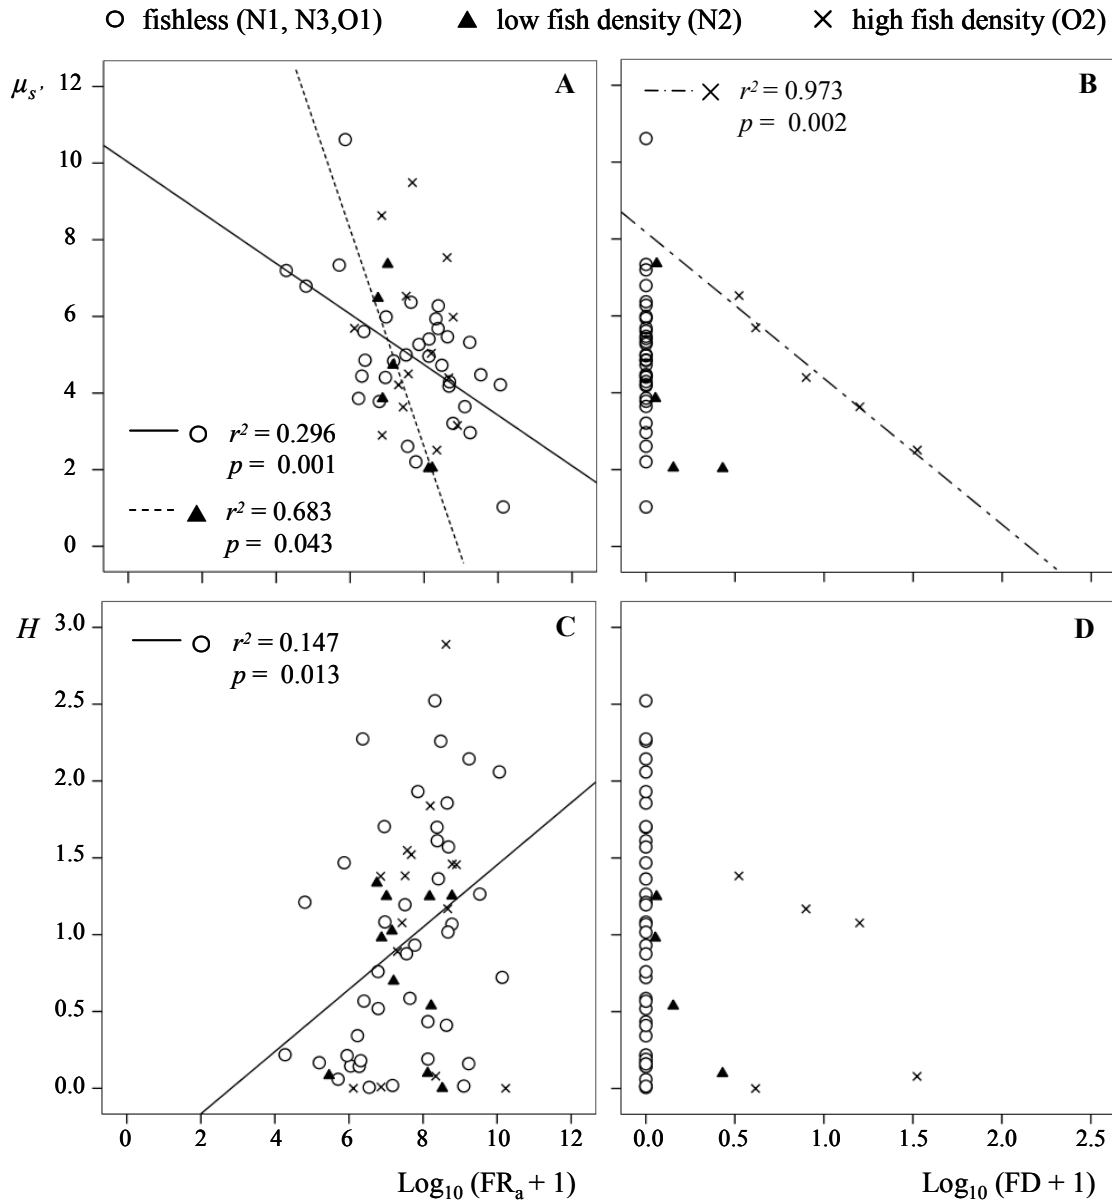 fishless (N1, N3,O1) low fish density (N2) high fish density (O2)
μs’
A
12
10
8
6
4
2
0
r² = 0.296
p = 0.001
r² = 0.683
p = 0.043
B
r² = 0.973
p = 0.002
H
C
3.0
2.5
2.0
1.5
1.0
0.5
0.0
r² = 0.147
p = 0.013
D
0 2 4 6 8 10 12
0.0 0.5 1.0 1.5 2.0 2.5
Log₁₀ (FRₐ + 1)
Log₁₀ (FD + 1)